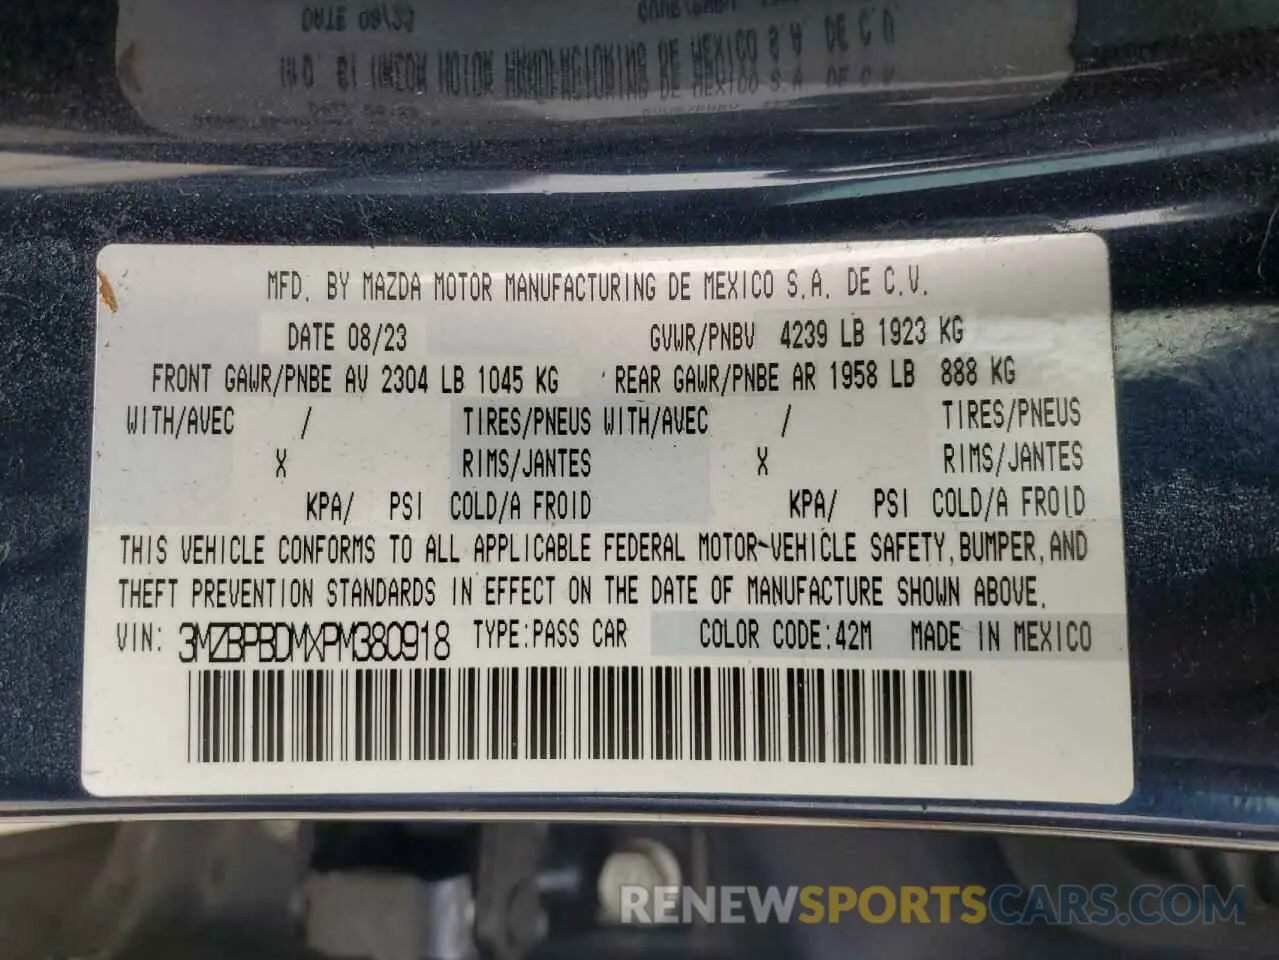 MFD. BY MAZDA MOTOR MANUFACTURING DE MEXICO S.A. DE C.V.
DATE 08/23 GVWR/PNBV 4239 LB 1923 KG
FRONT GAWR/PNBE AV 2304 LB 1045 KG REAR GAWR/PNBE AR 1958 LB 888 KG
WITH/AVEC / TIRES/PNEUS WITH/AVEC / TIRES/PNEUS
X RIMS/JANTES X RIMS/JANTES
KPA/ PSI COLD/A FROID KPA/ PSI COLD/A FROID
THIS VEHICLE CONFORMS TO ALL APPLICABLE FEDERAL MOTOR-VEHICLE SAFETY, BUMPER, AND
THEFT PREVENTION STANDARDS IN EFFECT ON THE DATE OF MANUFACTURE SHOWN ABOVE.
VIN: 3MZBPBDMXPM380918 TYPE:PASS CAR COLOR CODE:42M MADE IN MEXICO
RENEWSPORTSCARS.COM